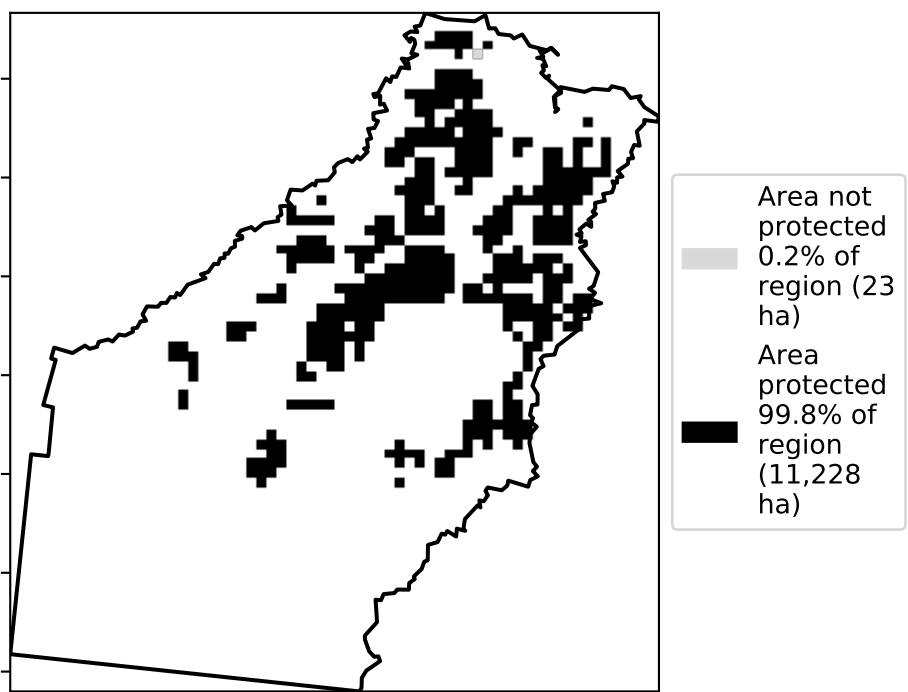 Area not
protected
0.2% of
region (23
ha)
Area
protected
99.8% of
region
(11,228
ha)